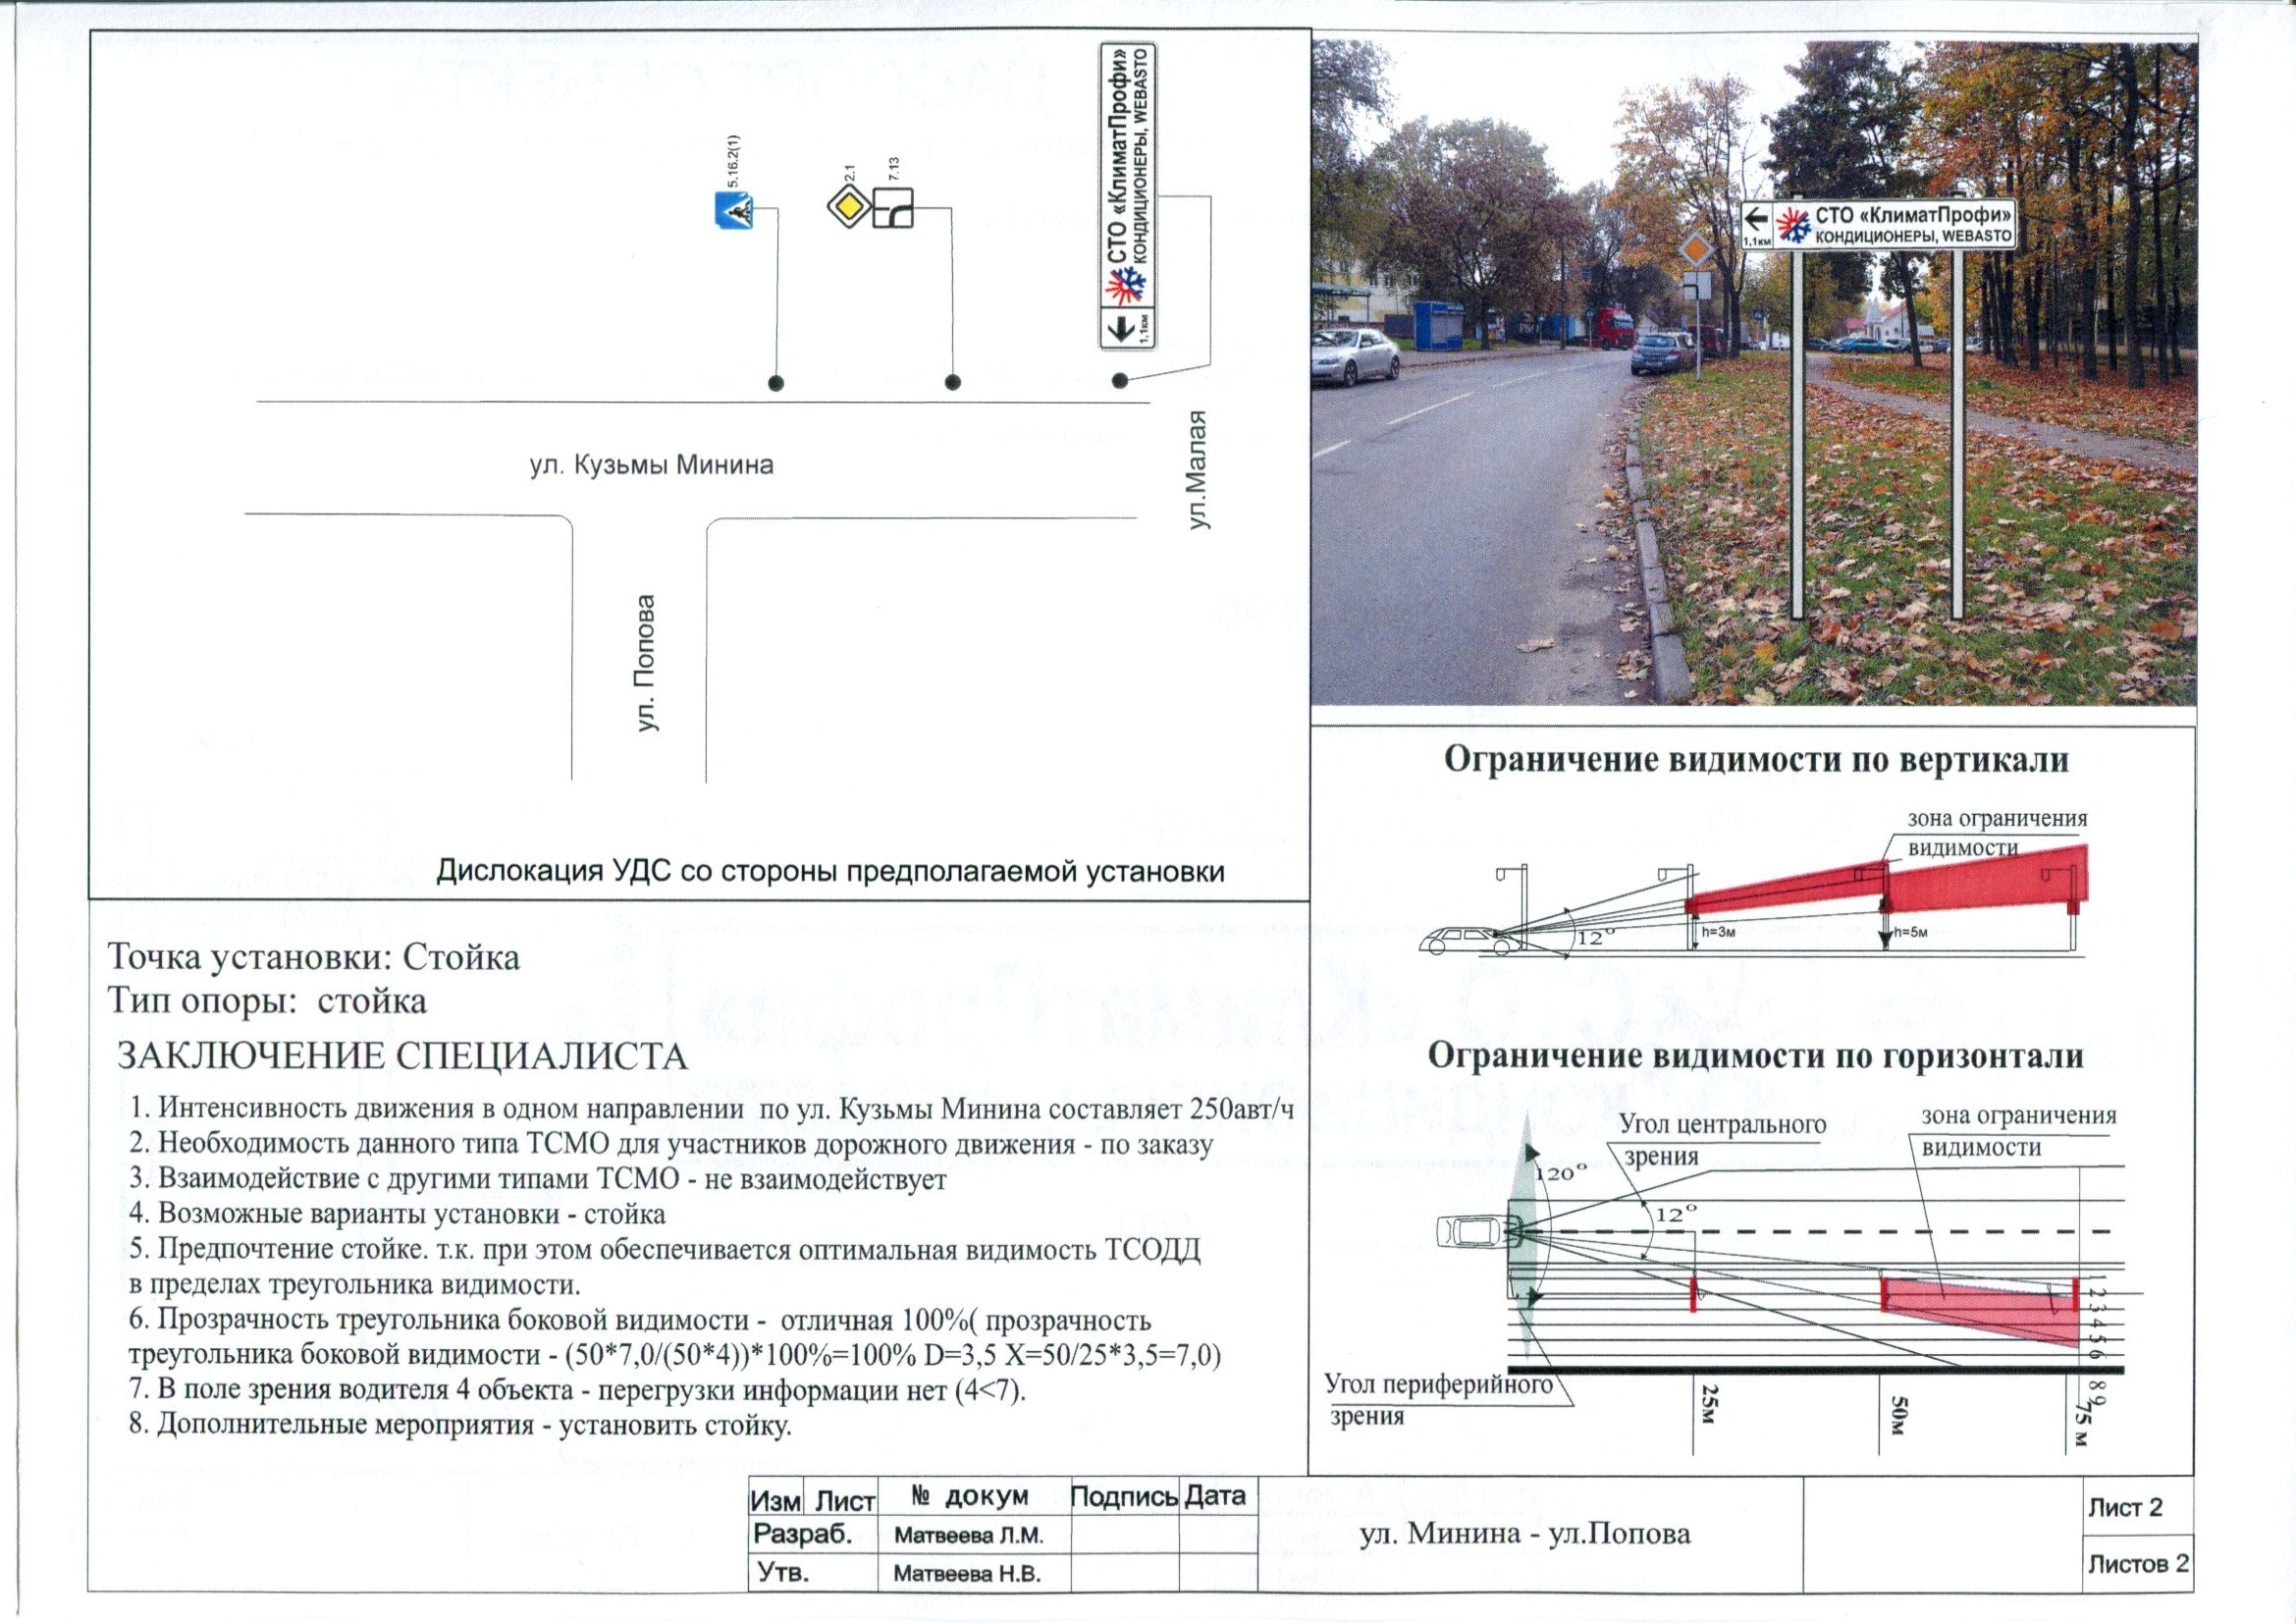 5.16.2(1)
2.1
7.13
СТО «КлиматПрофи»
КОНДИЦИОНЕРЫ, WEBASTO
1,1км
ул. Кузьмы Минина
ул.Малая
ул. Попова
Дислокация УДС со стороны предполагаемой установки
СТО «КлиматПрофи»
КОНДИЦИОНЕРЫ, WEBASTO
1,1км
Ограничение видимости по вертикали
зона ограничения
видимости
12°
h=3м
h=5м
Ограничение видимости по горизонтали
Угол центрального
зрения
зона ограничения
видимости
120°
12°
Угол периферийного
зрения
25м
50м
75 м
1 2 3 4 5 6 8 9
Точка установки: Стойка
Тип опоры: стойка
ЗАКЛЮЧЕНИЕ СПЕЦИАЛИСТА
1. Интенсивность движения в одном направлении по ул. Кузьмы Минина составляет 250авт/ч
2. Необходимость данного типа ТСМО для участников дорожного движения - по заказу
3. Взаимодействие с другими типами ТСМО - не взаимодействует
4. Возможные варианты установки - стойка
5. Предпочтение стойке. т.к. при этом обеспечивается оптимальная видимость ТСОДД
в пределах треугольника видимости.
6. Прозрачность треугольника боковой видимости - отличная 100%( прозрачность
треугольника боковой видимости - (50*7,0/(50*4))*100%=100% D=3,5 X=50/25*3,5=7,0)
7. В поле зрения водителя 4 объекта - перегрузки информации нет (4<7).
8. Дополнительные мероприятия - установить стойку.
Изм Лист № докум Подпись Дата
Разраб. Матвеева Л.М.
Утв. Матвеева Н.В.
ул. Минина - ул.Попова
Лист 2
Листов 2